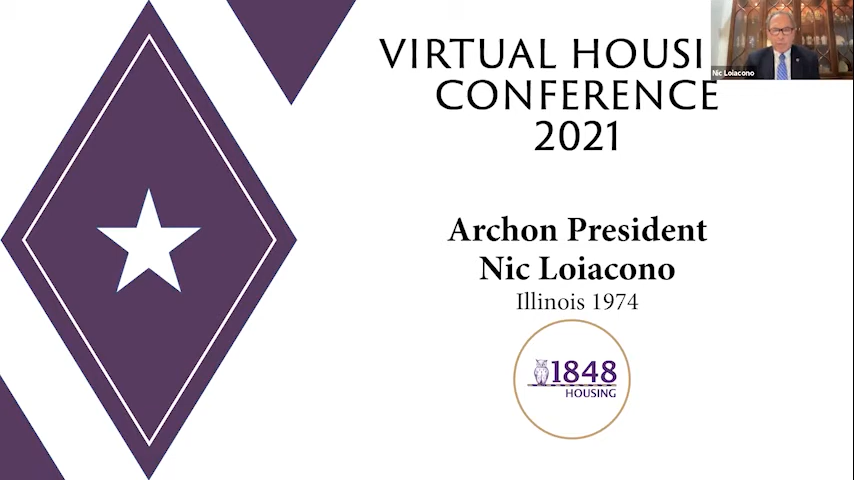 VIRTUAL HOUSI
CONFERENCE
2021
Nic Loiacono
Archon President
Nic Loiacono
Illinois 1974
1848
HOUSING